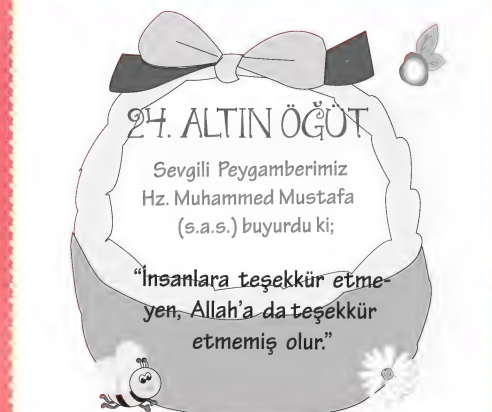 24. ALTIN ÖĞÜT
Sevgili Peygamberimiz
Hz. Muhammed Mustafa
(s.a.s.) buyurdu ki;
“İnsanlara teşekkür etme-
yen, Allah’a da teşekkür
etmemiş olur.”